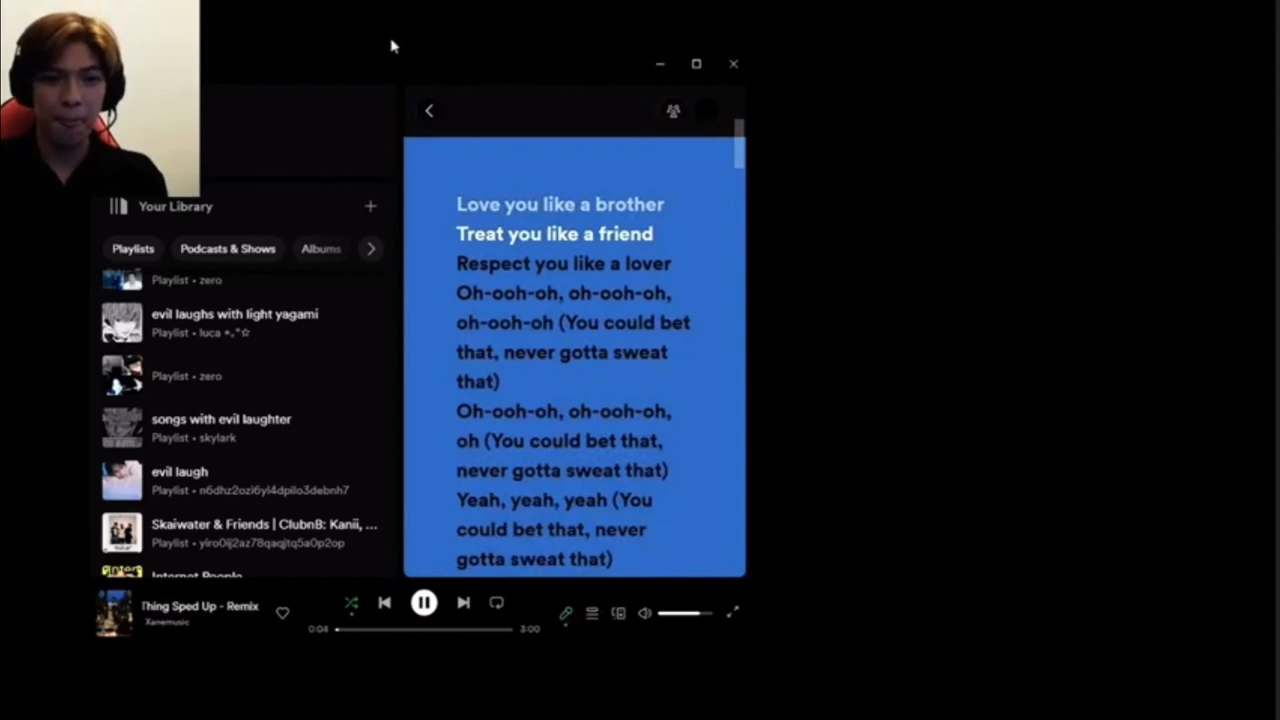 Your Library
Playlists
Podcasts & Shows
Albums
Playlist • zero
evil laughs with light yagami
Playlist • luca ⋆｡°☆
Playlist • zero
songs with evil laughter
Playlist • skylark
evil laugh
Playlist • n6dhz2ozi6yl4dpllo3debnh7
Skaiwater & Friends | ClubnB: Kanii, ...
Playlist • yiro0ij2az78qaqjtq5a0p2op
Internet People
Love you like a brother
Treat you like a friend
Respect you like a lover
Oh-ooh-oh, oh-ooh-oh,
oh-ooh-oh (You could bet
that, never gotta sweat
that)
Oh-ooh-oh, oh-ooh-oh,
oh (You could bet that,
never gotta sweat that)
Yeah, yeah, yeah (You
could bet that, never
gotta sweat that)
Thing Sped Up - Remix
Xanemusic
0:04
3:00